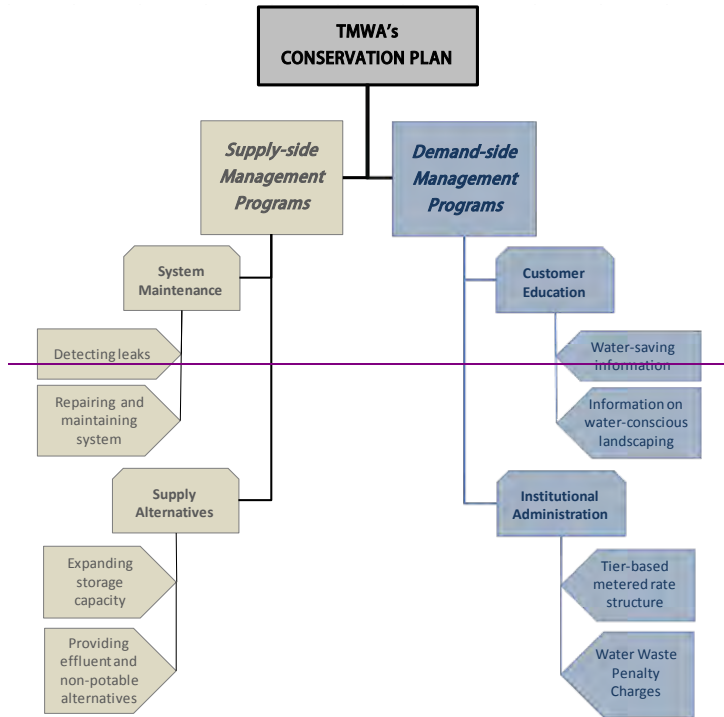 TMWA's
CONSERVATION PLAN
Supply-side
Management
Programs
Demand-side
Management
Programs
System
Maintenance
Customer
Education
Detecting leaks
Water-saving
information
Repairing and
maintaining
system
Information on
water-conscious
landscaping
Supply
Alternatives
Institutional
Administration
Expanding
storage
capacity
Tier-based
metered rate
structure
Providing
effluent and
non-potable
alternatives
Water Waste
Penalty
Charges